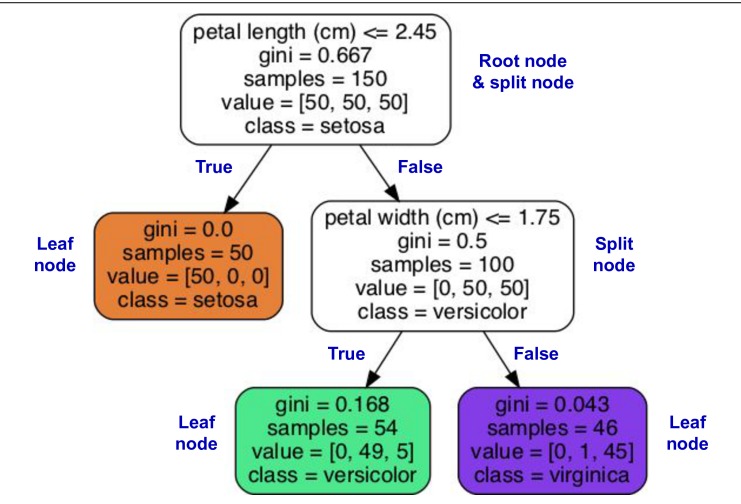 petal length (cm) <= 2.45
gini = 0.667
samples = 150
value = [50, 50, 50]
class = setosa
Root node
& split node
True
False
Leaf
node
gini = 0.0
samples = 50
value = [50, 0, 0]
class = setosa
petal width (cm) <= 1.75
gini = 0.5
samples = 100
value = [0, 50, 50]
class = versicolor
Split
node
True
False
Leaf
node
gini = 0.168
samples = 54
value = [0, 49, 5]
class = versicolor
gini = 0.043
samples = 46
value = [0, 1, 45]
class = virginica
Leaf
node